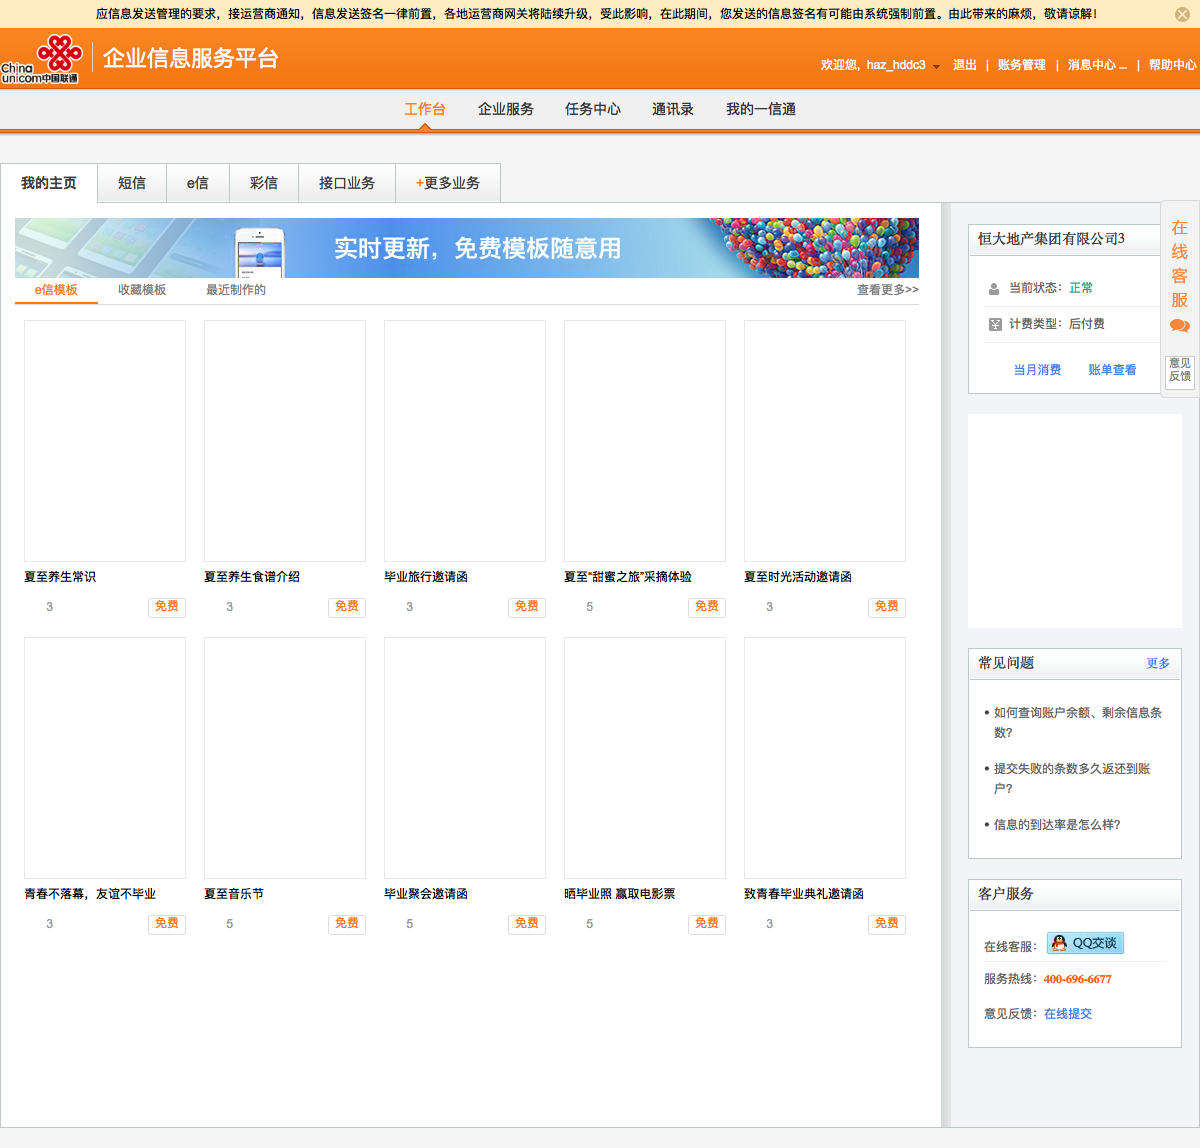 应信息发送管理的要求，接运营商通知，信息发送签名一律前置，各地运营商网关将陆续升级，受此影响，在此期间，您发送的信息签名有可能由系统强制前置。由此带来的麻烦，敬请谅解！
China
unicom中国联通
企业信息服务平台
欢迎您，haz_hddc3 退出 | 账务管理 | 消息中心 ... | 帮助中心
工作台 企业服务 任务中心 通讯录 我的一信通
我的主页 短信 e信 彩信 接口业务 +更多业务
实时更新，免费模板随意用
e信模板 收藏模板 最近制作的 查看更多>>
夏至养生常识 夏至养生食谱介绍 毕业旅行邀请函 夏至“甜蜜之旅”采摘体验 夏至时光活动邀请函
3 免费 3 免费 3 免费 5 免费 3 免费
青春不落幕，友谊不毕业 夏至音乐节 毕业聚会邀请函 晒毕业照 赢取电影票 致青春毕业典礼邀请函
3 免费 5 免费 5 免费 5 免费 3 免费
恒大地产集团有限公司3
当前状态：正常
计费类型：后付费
当月消费 账单查看
在
线
客
服
意见
反馈
常见问题 更多
• 如何查询账户余额、剩余信息条
数?
• 提交失败的条数多久返还到账
户?
• 信息的到达率是怎么样?
客户服务
在线客服： QQ交谈
服务热线：400-696-6677
意见反馈：在线提交